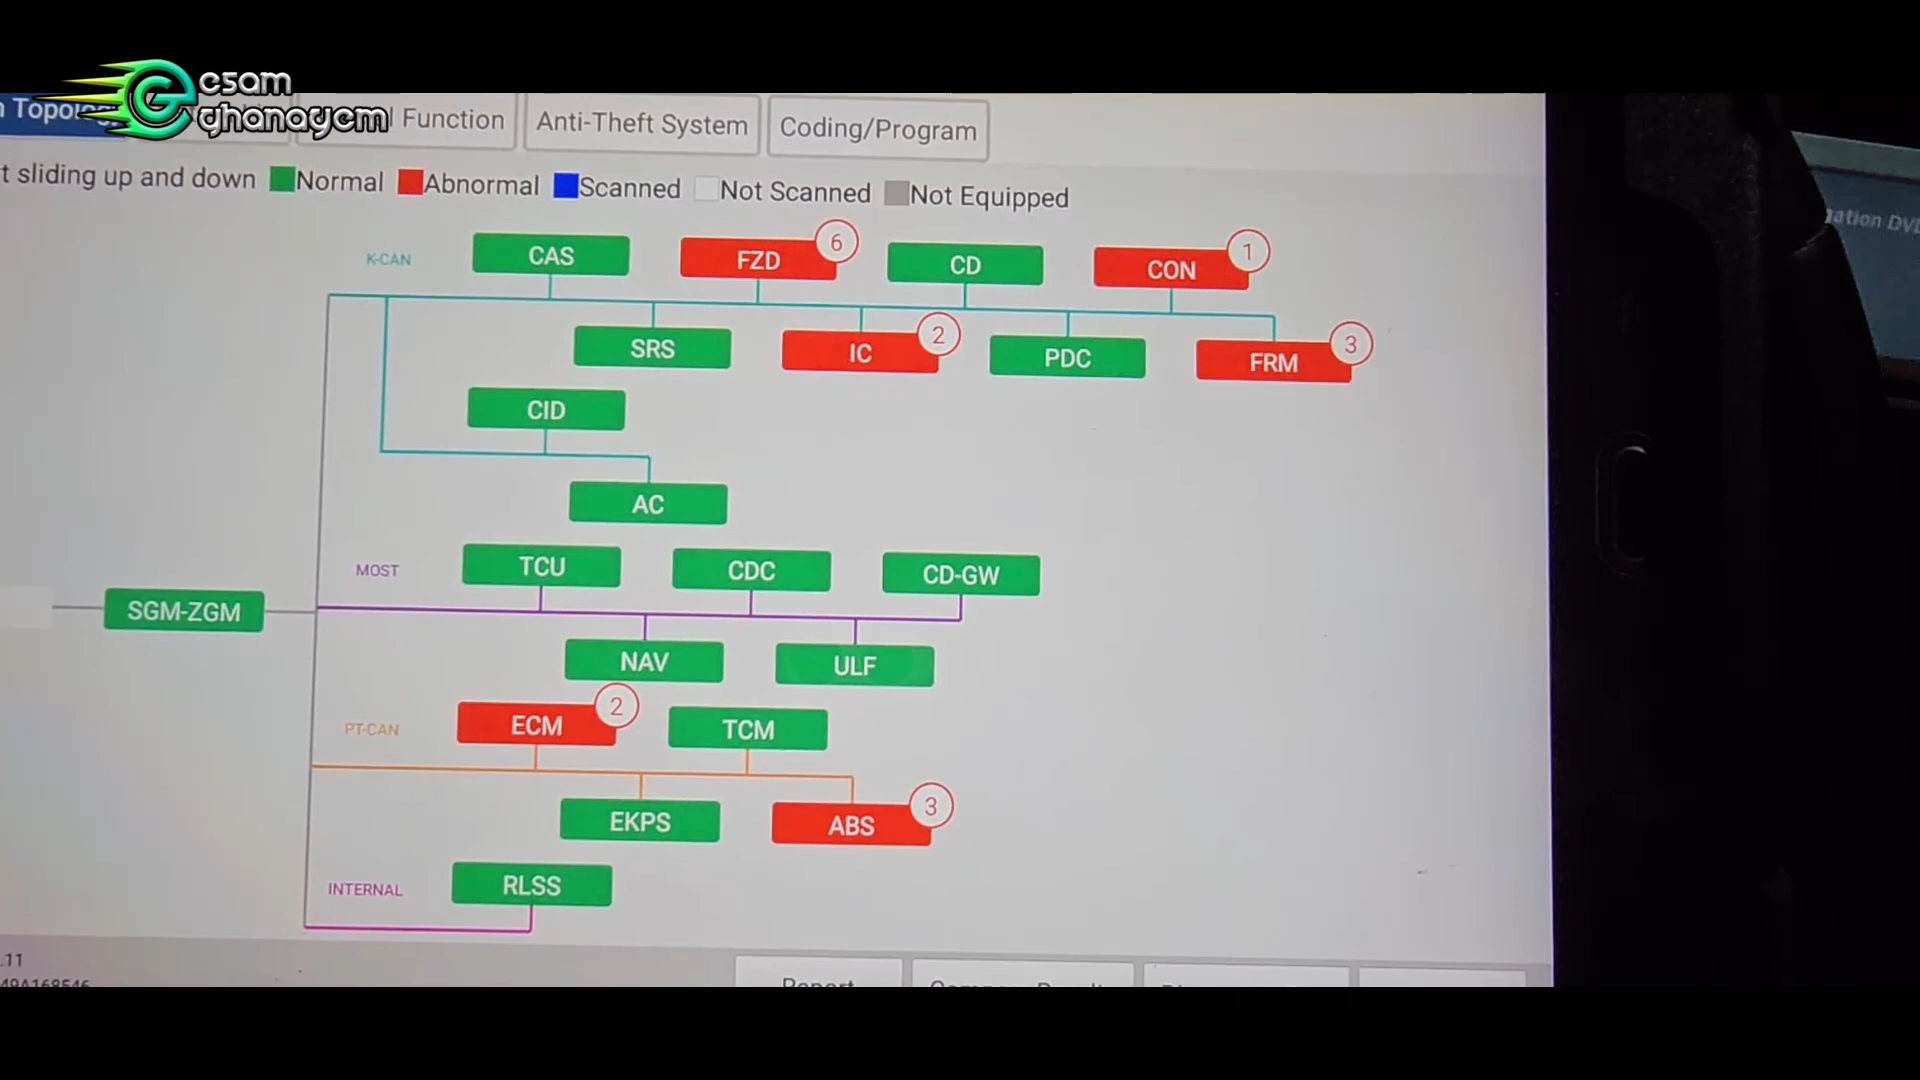 esam
ghanayem
Function
Anti-Theft System
Coding/Program
t sliding up and down
Normal
Abnormal
Scanned
Not Scanned
Not Equipped
K-CAN
CAS
FZD
6
CD
CON
1
SRS
IC
2
PDC
FRM
3
CID
AC
MOST
TCU
CDC
CD-GW
SGM-ZGM
NAV
ULF
PT-CAN
ECM
2
TCM
EKPS
ABS
3
INTERNAL
RLSS
.11
Report